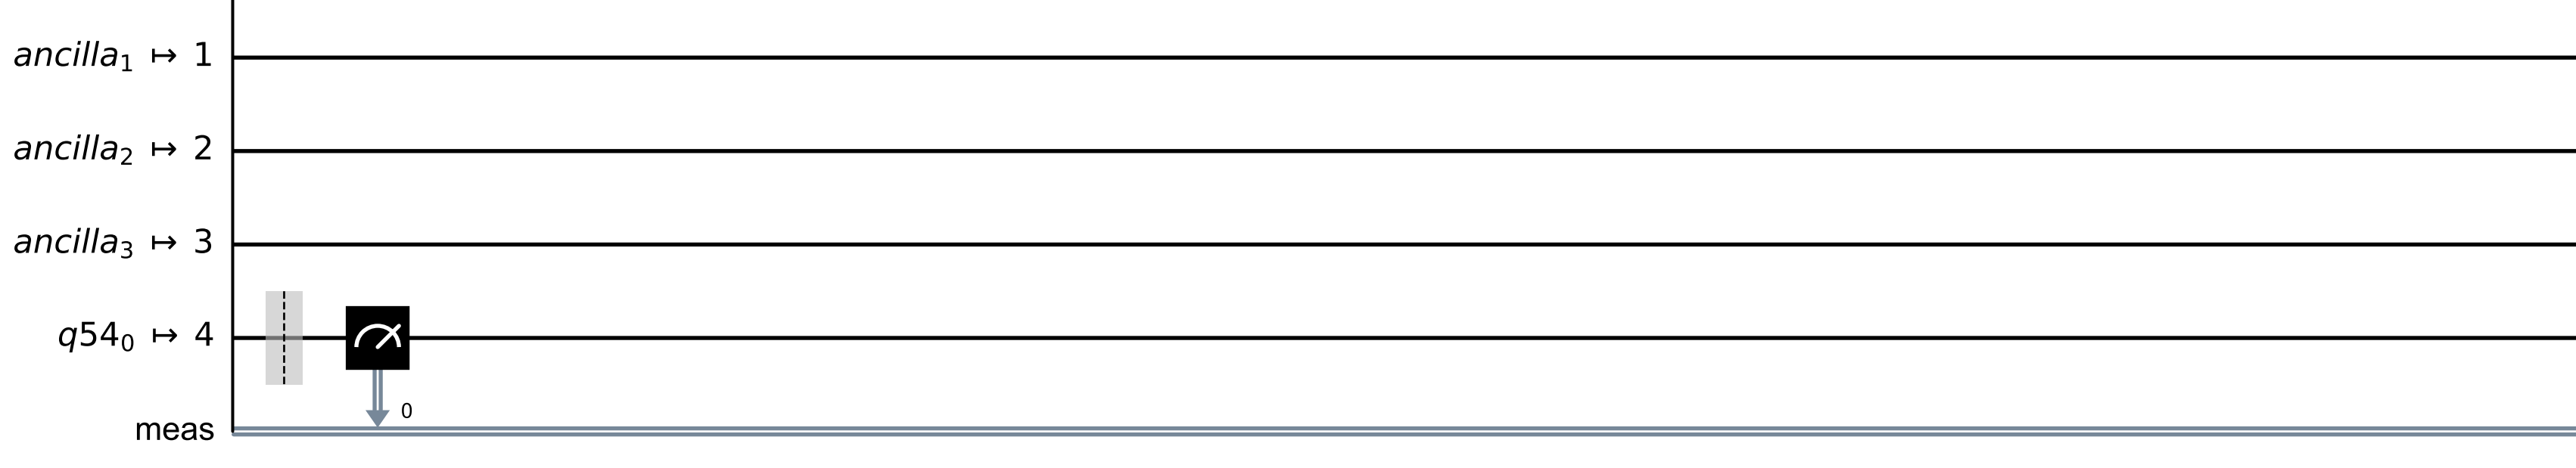 ancilla₁ ↦ 1
ancilla₂ ↦ 2
ancilla₃ ↦ 3
q54₀ ↦ 4
0
meas